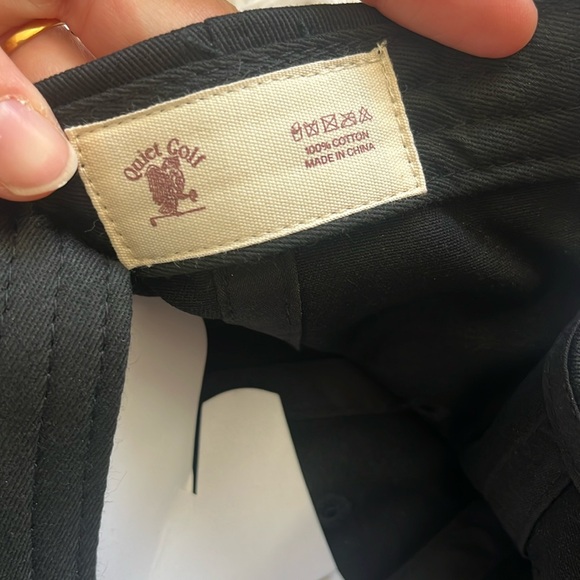 Quiet Golf
100% COTTON
MADE IN CHINA